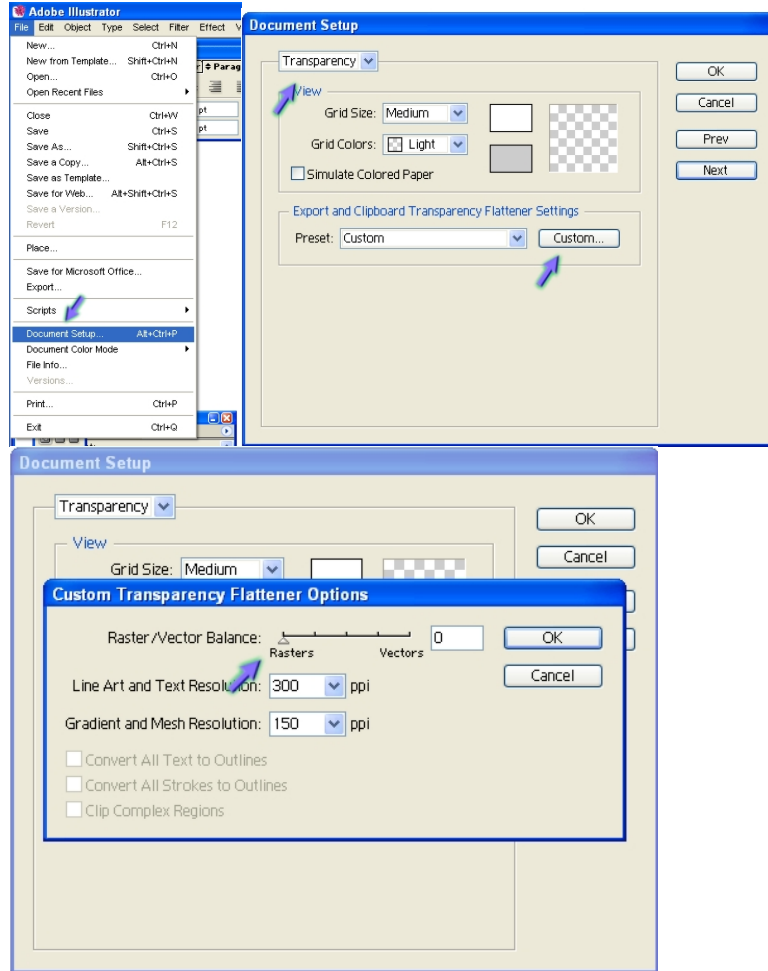 Adobe Illustrator
File Edit Object Type Select Filter Effect
New... Ctrl+N
New from Template... Shift+Ctrl+N
Open... Ctrl+O
Open Recent Files
Close Ctrl+W
Save Ctrl+S
Save As... Shift+Ctrl+S
Save a Copy... Alt+Ctrl+S
Save as Template...
Save for Web... Alt+Shift+Ctrl+S
Save a Version...
Revert F12
Place...
Save for Microsoft Office...
Export...
Scripts
Document Setup... Alt+Ctrl+P
Document Color Mode
File Info...
Versions...
Print... Ctrl+P
Exit Ctrl+Q
Parag
pt
pt
Document Setup
Transparency
View
Grid Size: Medium
Grid Colors: Light
Simulate Colored Paper
Export and Clipboard Transparency Flattener Settings
Preset: Custom Custom...
OK
Cancel
Prev
Next
Document Setup
Transparency
View
Grid Size: Medium
OK
Cancel
Custom Transparency Flattener Options
Raster/Vector Balance: 0
Rasters Vectors
Line Art and Text Resolution: 300 ppi
Gradient and Mesh Resolution: 150 ppi
Convert All Text to Outlines
Convert All Strokes to Outlines
Clip Complex Regions
OK
Cancel